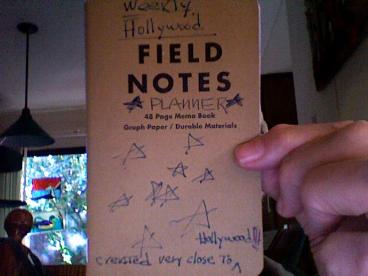 Weekly
Hollywood
FIELD
NOTES
PLANNER
48 Page Memo Book
Graph Paper / Durable Materials
Hollywood
created very close to ^